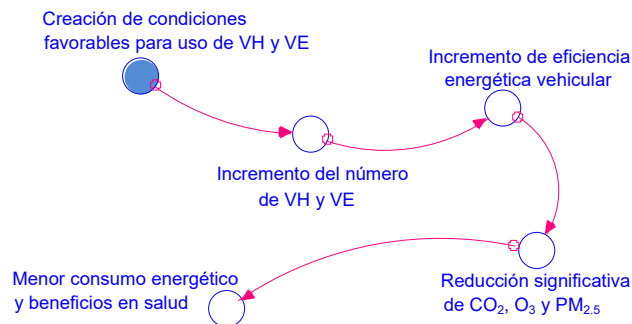 Creación de condiciones
favorables para uso de VH y VE
Incremento de eficiencia
energética vehicular
Incremento del número
de VH y VE
Menor consumo energético
y beneficios en salud
Reducción significativa
de CO₂, O₃ y PM₂.₅